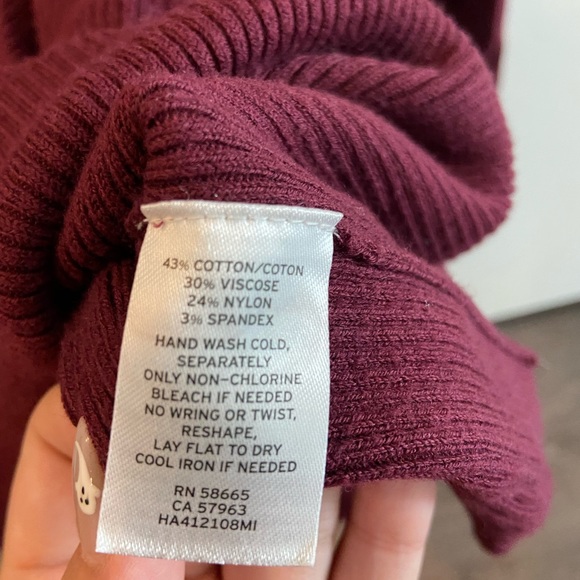 43% COTTON/COTON
30% VISCOSE
24% NYLON
3% SPANDEX
HAND WASH COLD,
SEPARATELY
ONLY NON-CHLORINE
BLEACH IF NEEDED
NO WRING OR TWIST,
RESHAPE,
LAY FLAT TO DRY
COOL IRON IF NEEDED
RN 58665
CA 57963
HA412108MI